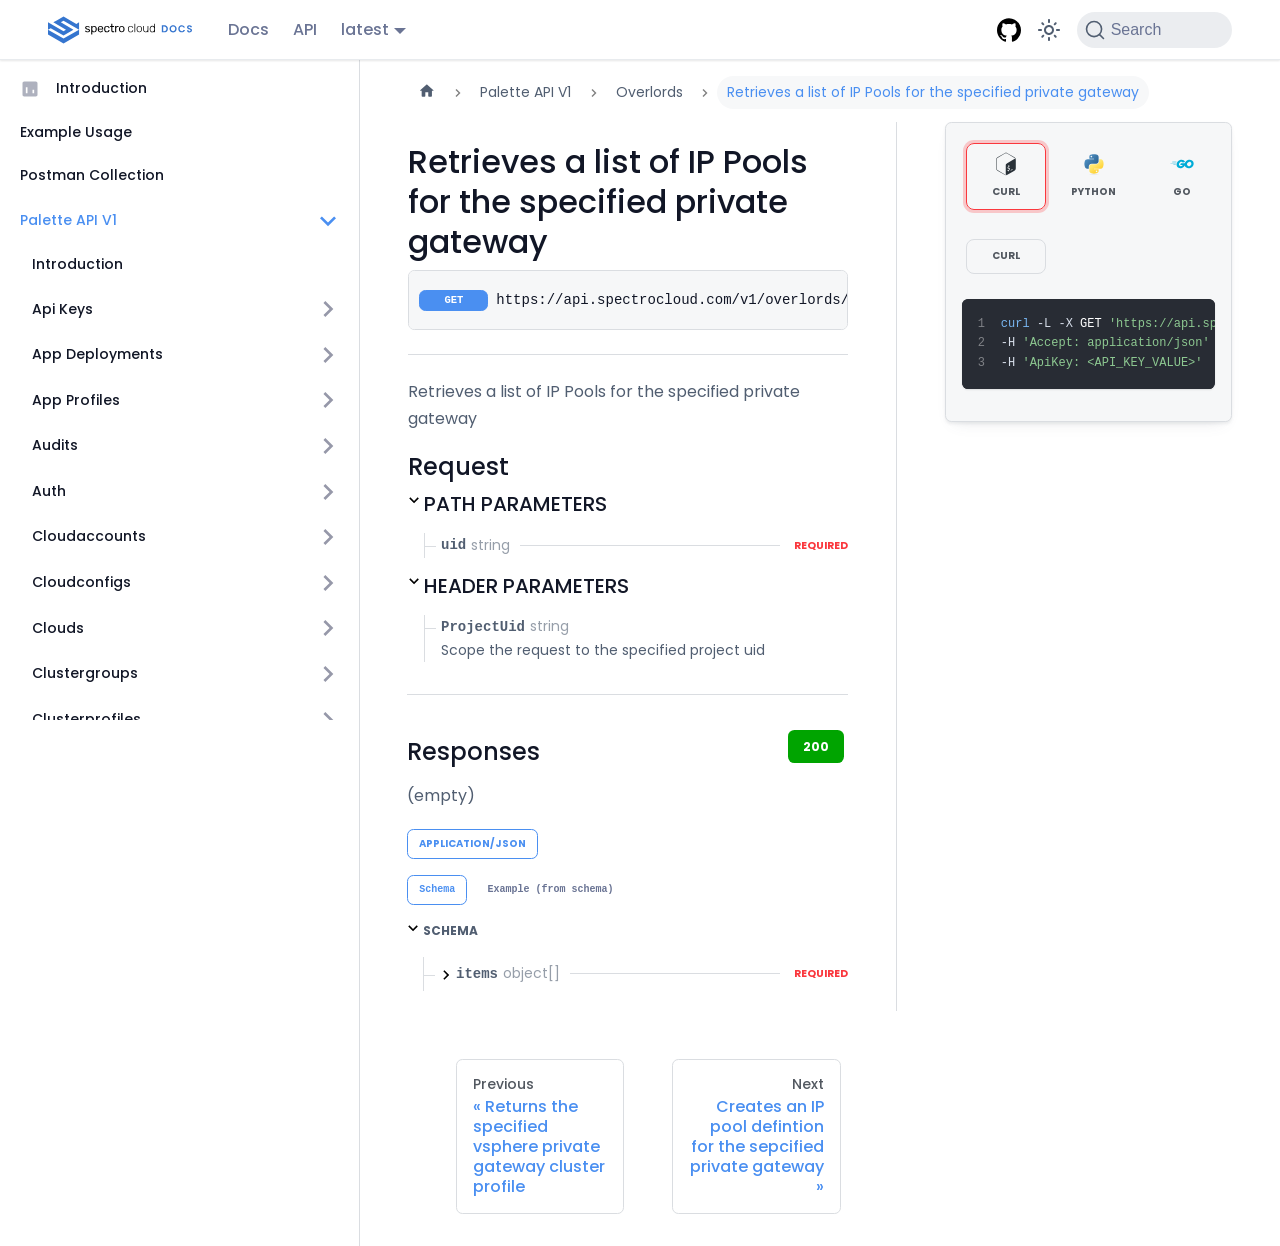 spectro cloud DOCS
Docs
API
latest
Search
Introduction
Example Usage
Postman Collection
Palette API V1
Introduction
Api Keys
App Deployments
App Profiles
Audits
Auth
Cloudaccounts
Cloudconfigs
Clouds
Clustergroups
Clusterprofiles
Palette API V1
Overlords
Retrieves a list of IP Pools for the specified private gateway
Retrieves a list of IP Pools
for the specified private
gateway
GET https://api.spectrocloud.com/v1/overlords/
Retrieves a list of IP Pools for the specified private
gateway
Request
PATH PARAMETERS
uid string REQUIRED
HEADER PARAMETERS
ProjectUid string
Scope the request to the specified project uid
Responses
200
(empty)
APPLICATION/JSON
Schema
Example (from schema)
SCHEMA
items object[] REQUIRED
CURL
PYTHON
GO
GO
CURL
1 curl -L -X GET 'https://api.sp
2 -H 'Accept: application/json'
3 -H 'ApiKey: <API_KEY_VALUE>'
Previous
« Returns the
specified
vsphere private
gateway cluster
profile
Next
Creates an IP
pool defintion
for the sepcified
private gateway
»